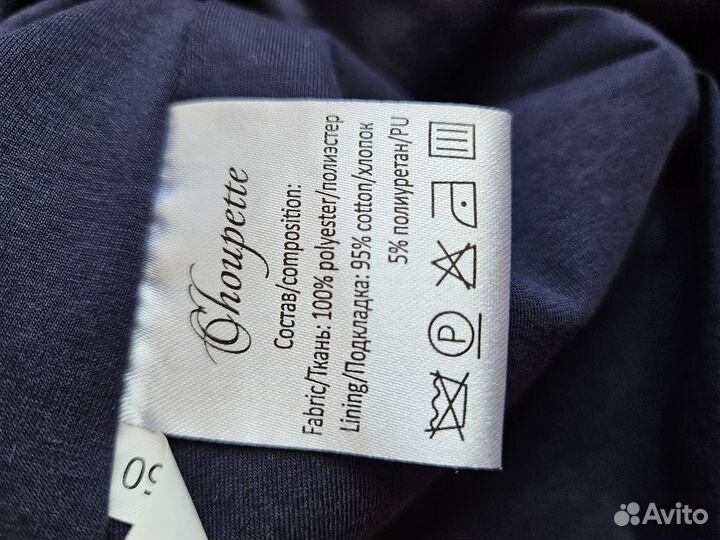 Choupette
Состав/composition:
Fabric/Ткань: 100% polyester/полиэстер
Lining/Подкладка: 95% cotton/хлопок
5% полиуретан/PU
P
Avito